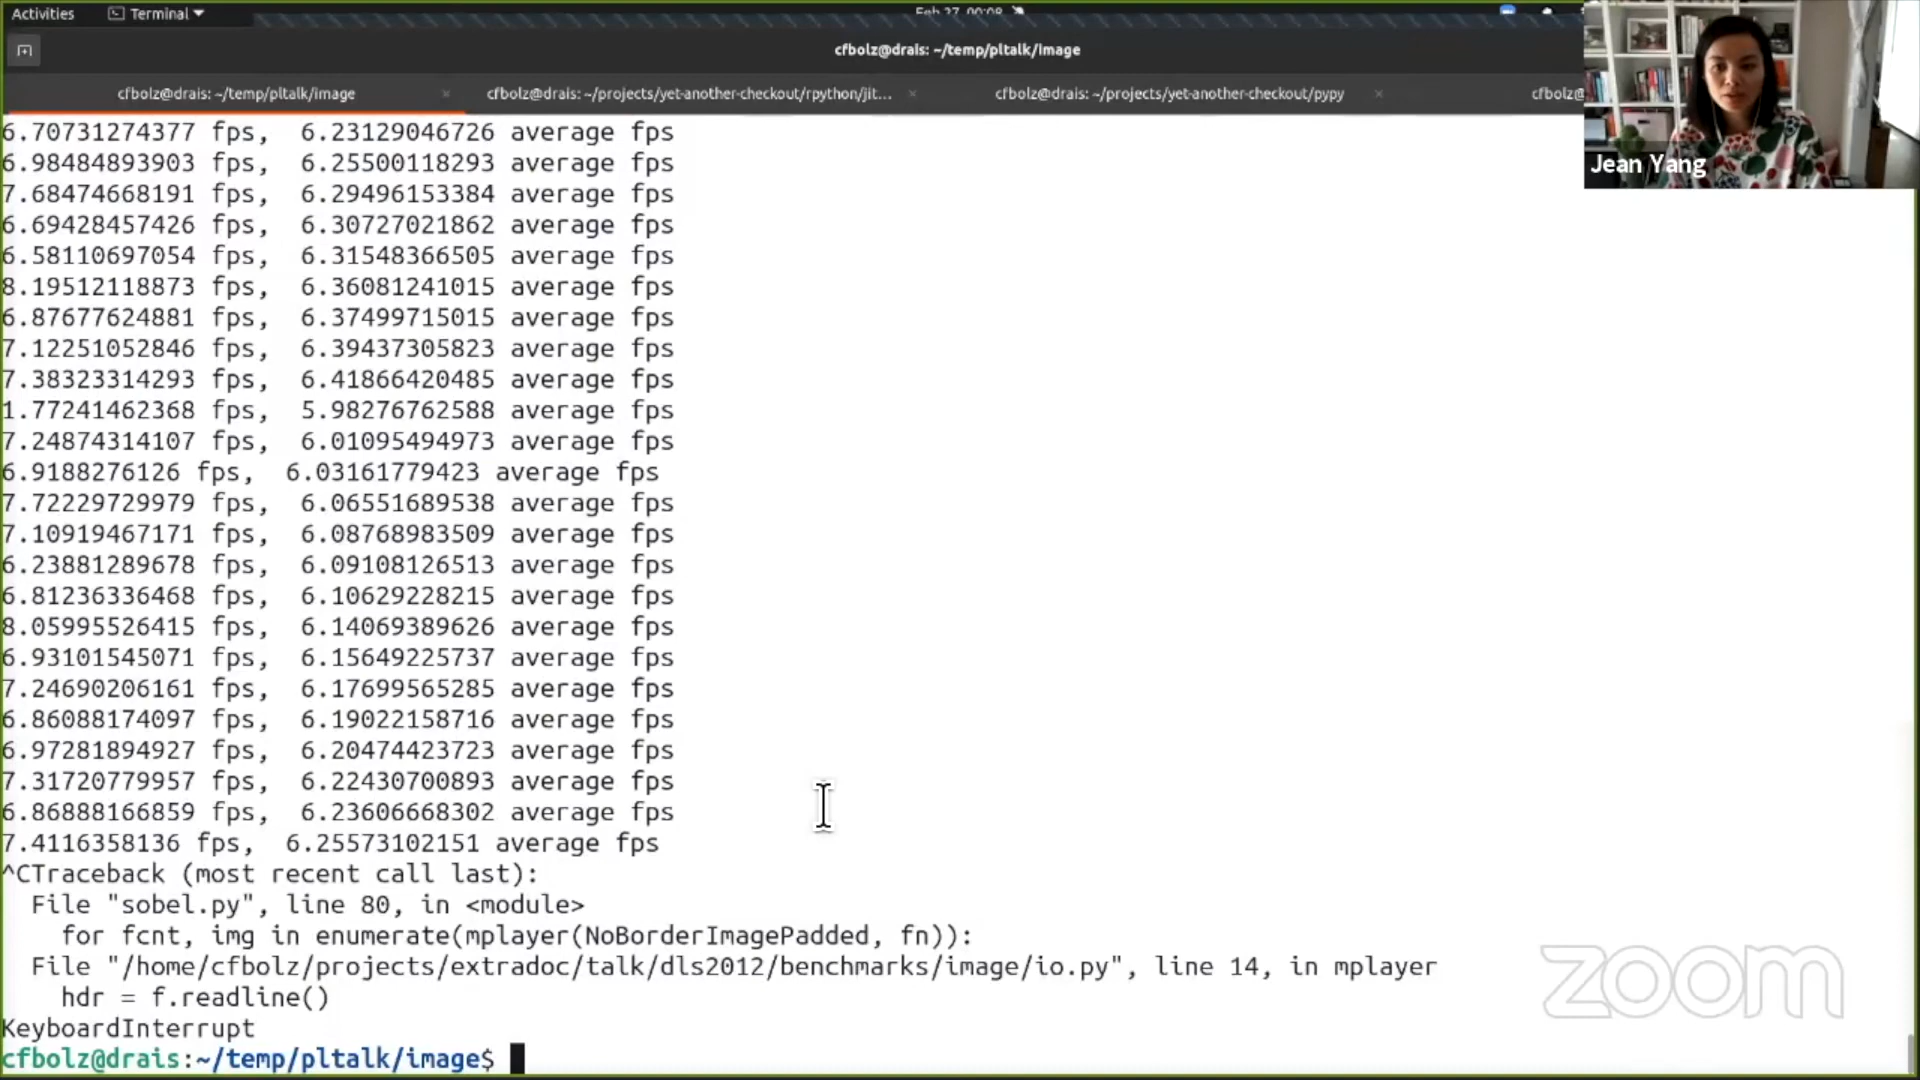 Activities
Terminal
Feb 27 00:08
cfbolz@drais: ~/temp/pltalk/image
cfbolz@drais: ~/temp/pltalk/image
cfbolz@drais: ~/projects/yet-another-checkout/rpython/jit...
cfbolz@drais: ~/projects/yet-another-checkout/pypy
cfbolz@
Jean Yang
6.70731274377 fps,  6.23129046726 average fps
6.98484893903 fps,  6.25500118293 average fps
7.68474668191 fps,  6.29496153384 average fps
6.69428457426 fps,  6.30727021862 average fps
6.58110697054 fps,  6.31548366505 average fps
8.19512118873 fps,  6.36081241015 average fps
6.87677624881 fps,  6.37499715015 average fps
7.12251052846 fps,  6.39437305823 average fps
7.38323314293 fps,  6.41866420485 average fps
1.77241462368 fps,  5.98276762588 average fps
7.24874314107 fps,  6.01095494973 average fps
6.9188276126 fps,  6.03161779423 average fps
7.72229729979 fps,  6.06551689538 average fps
7.10919467171 fps,  6.08768983509 average fps
6.23881289678 fps,  6.09108126513 average fps
6.81236336468 fps,  6.10629228215 average fps
8.05995526415 fps,  6.14069389626 average fps
6.93101545071 fps,  6.15649225737 average fps
7.24690206161 fps,  6.17699565285 average fps
6.86088174097 fps,  6.19022158716 average fps
6.97281894927 fps,  6.20474423723 average fps
7.31720779957 fps,  6.22430700893 average fps
6.86888166859 fps,  6.23606668302 average fps
7.4116358136 fps,  6.25573102151 average fps
^CTraceback (most recent call last):
  File "sobel.py", line 80, in <module>
    for fcnt, img in enumerate(mplayer(NoBorderImagePadded, fn)):
  File "/home/cfbolz/projects/extradoc/talk/dls2012/benchmarks/image/io.py", line 14, in mplayer
    hdr = f.readline()
KeyboardInterrupt
cfbolz@drais:~/temp/pltalk/image$
zoom